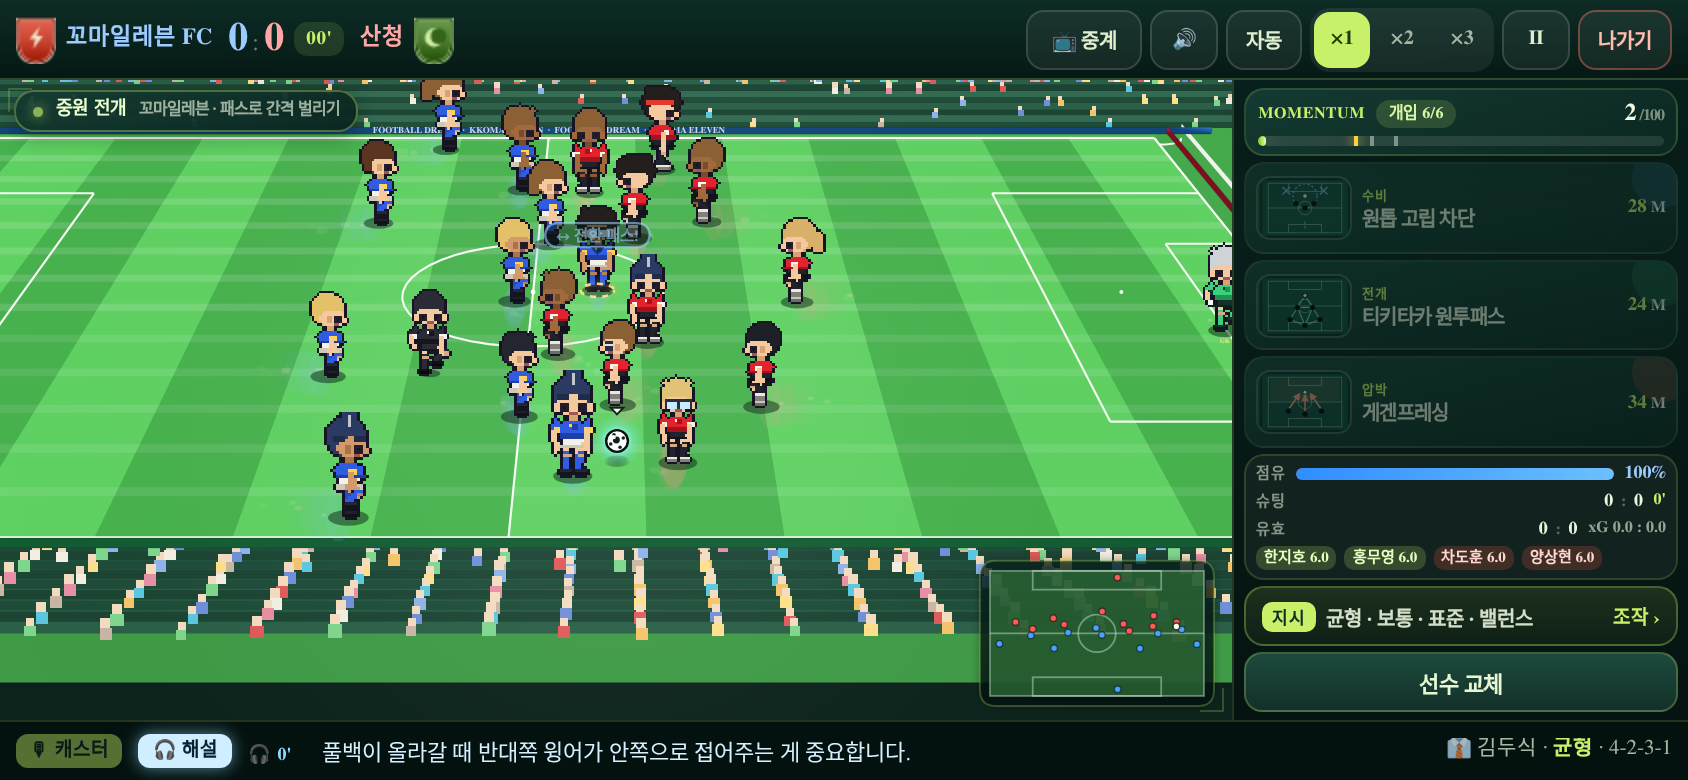 꼬마일레븐 FC 0 : 0 00' 산청
📺 중계 🔊 자동 ×1 ×2 ×3 II 나가기
중원 전개 꼬마일레븐 · 패스로 간격 벌리기
MOMENTUM 개입 6/6 2 /100
수비
원톱 고립 차단 28 M
전개
티키타카 원투패스 24 M
압박
게겐프레싱 34 M
점유 100%
슈팅 0 : 0 0'
유효 0 : 0 xG 0.0 : 0.0
한지호 6.0 홍무영 6.0 차도훈 6.0 양상현 6.0
지시 균형 · 보통 · 표준 · 밸런스 조작 ›
선수 교체
🎙 캐스터 🎧 해설 🎧 0' 풀백이 올라갈 때 반대쪽 윙어가 안쪽으로 접어주는 게 중요합니다.
👔 김두식 · 균형 · 4-2-3-1